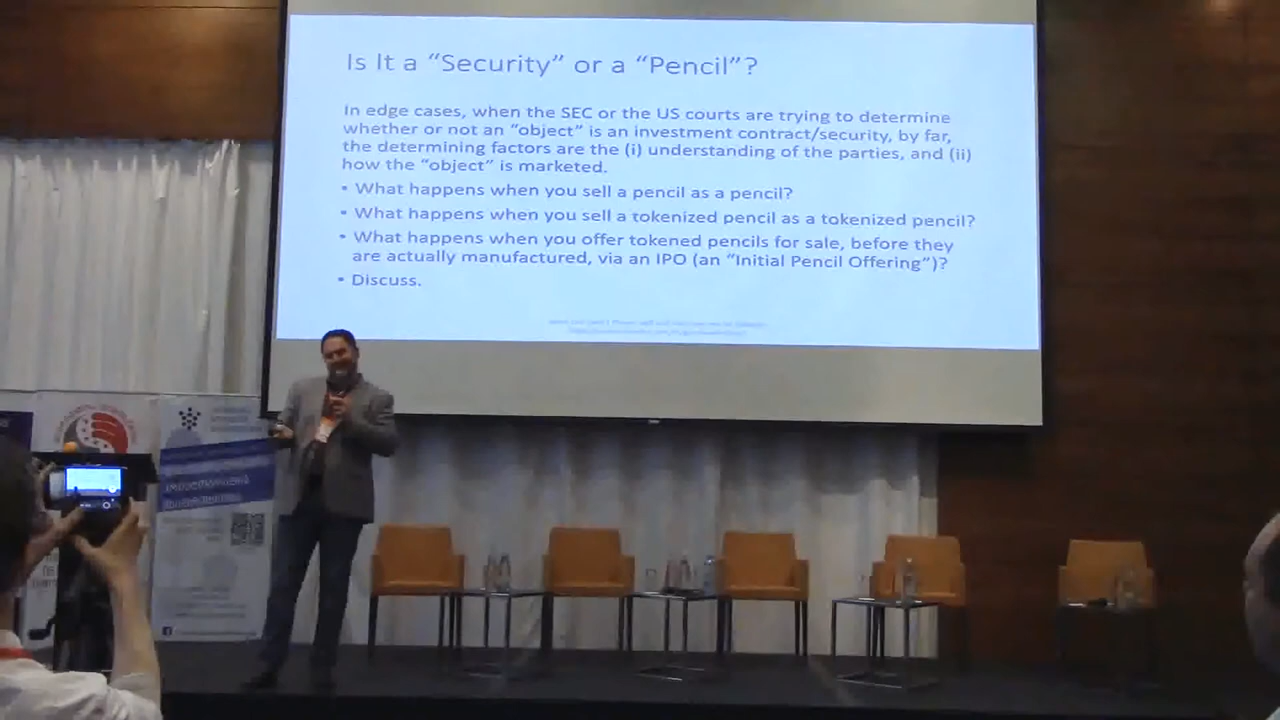 Is It a “Security” or a “Pencil”?
In edge cases, when the SEC or the US courts are trying to determine
whether or not an “object” is an investment contract/security, by far,
the determining factors are the (i) understanding of the parties, and (ii)
how the “object” is marketed.
• What happens when you sell a pencil as a pencil?
• What happens when you sell a tokenized pencil as a tokenized pencil?
• What happens when you offer tokened pencils for sale, before they
are actually manufactured, via an IPO (an “Initial Pencil Offering”)?
• Discuss.